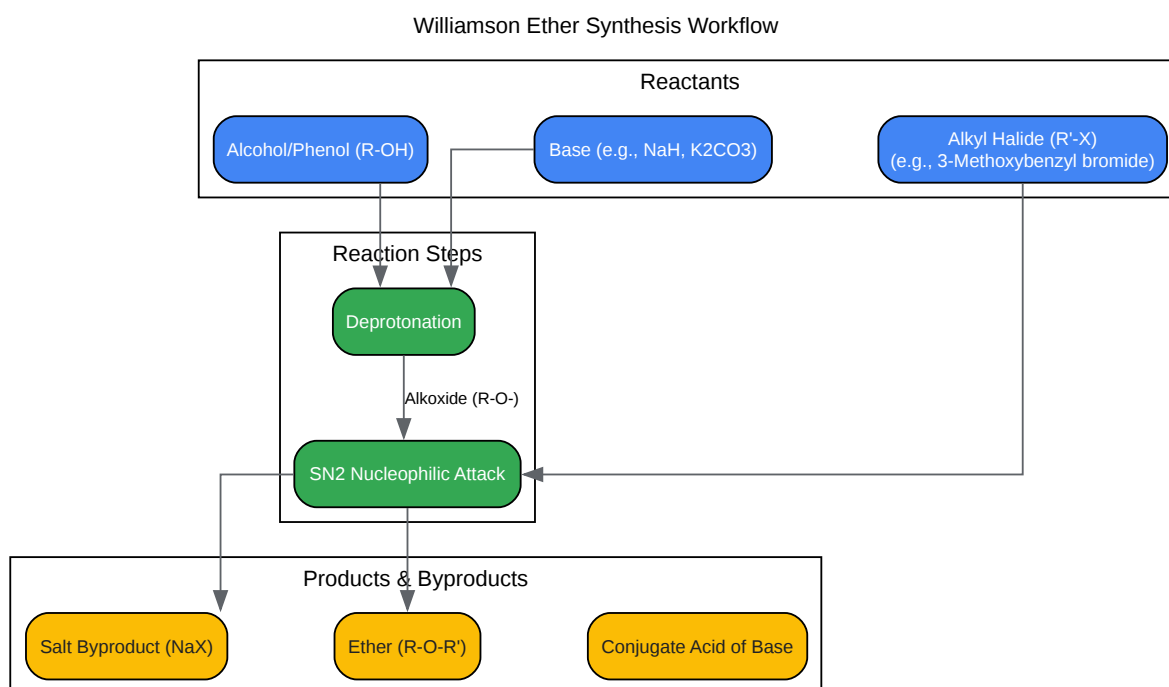 Williamson Ether Synthesis Workflow
Reactants
Alcohol/Phenol (R-OH)
Base (e.g., NaH, K2CO3)
Alkyl Halide (R'-X)
(e.g., 3-Methoxybenzyl bromide)
Reaction Steps
Deprotonation
Alkoxide (R-O-)
SN2 Nucleophilic Attack
Products & Byproducts
Salt Byproduct (NaX)
Ether (R-O-R')
Conjugate Acid of Base